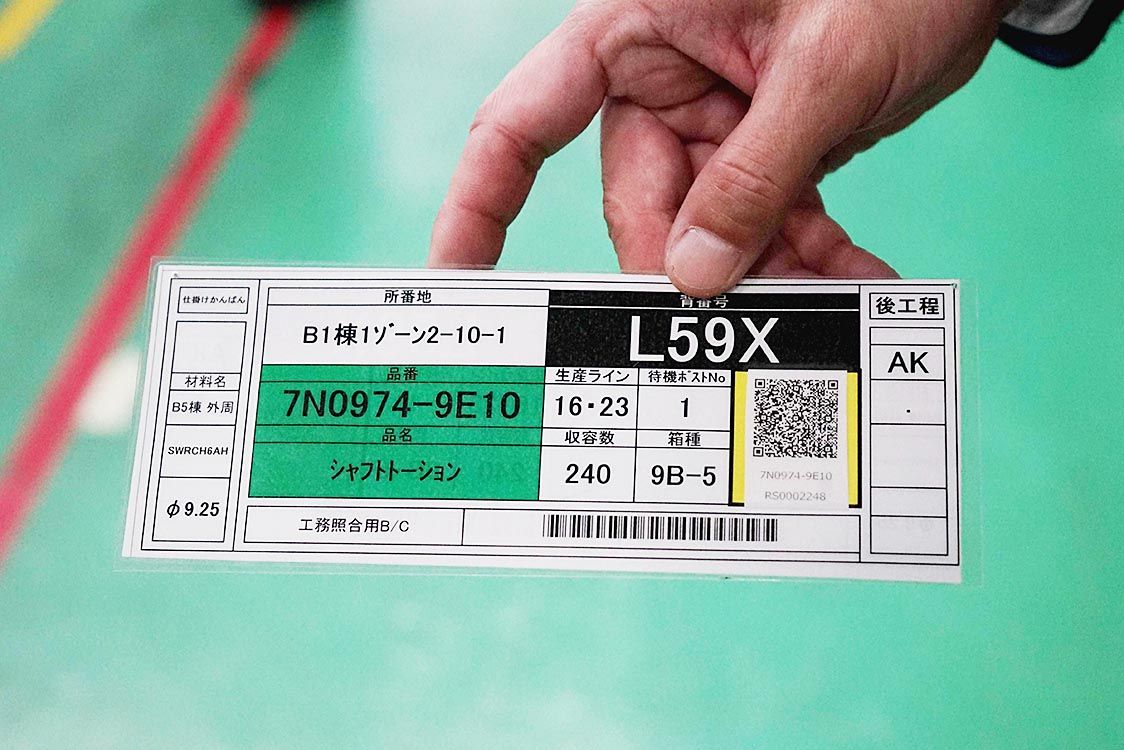 仕掛けかんばん
材料名
B5棟 外周
SWRCH6AH
φ9.25
所番地
B1棟1ゾーン2-10-1
背番号
L59X
品番
7N0974-9E10
品名
シャフトトーション
生産ライン
16・23
待機ポストNo
1
収容数
240
箱種
9B-5
7N0974-9E10
RS0002248
工務照合用B/C
後工程
AK
.